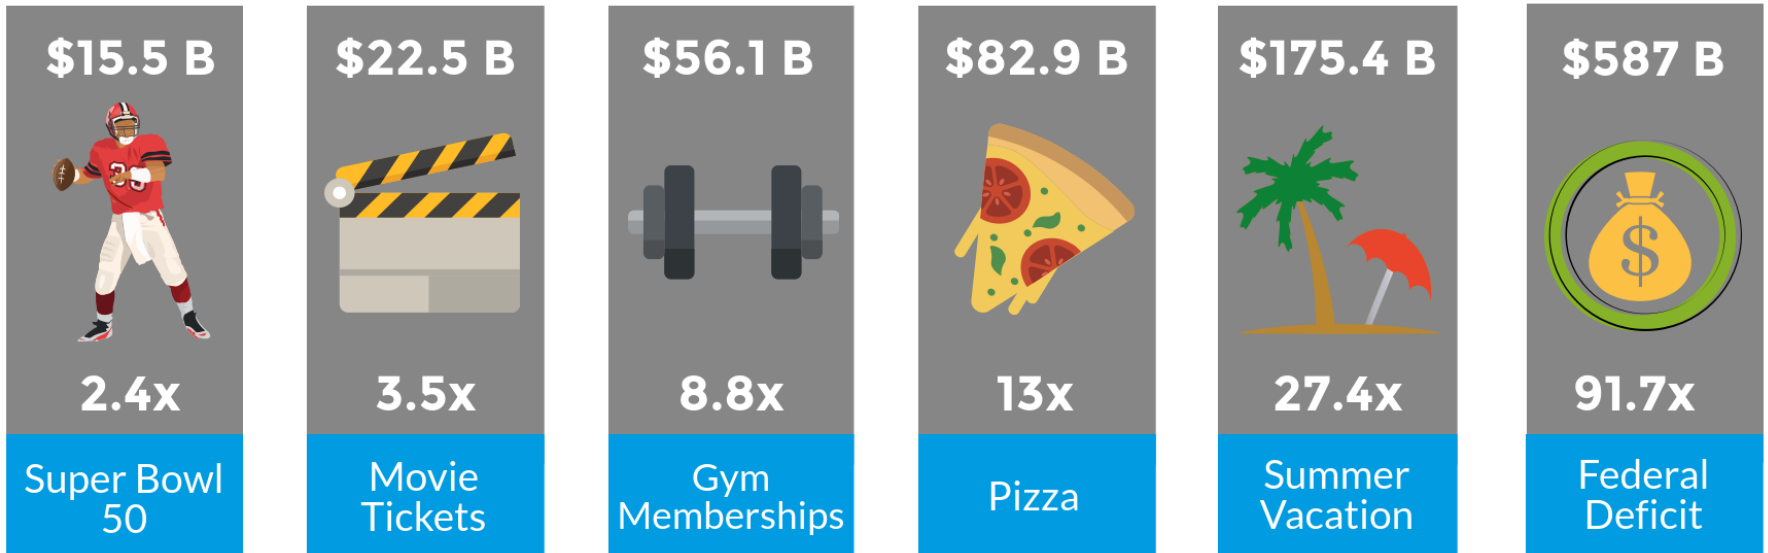 $15.5 B
2.4x
Super Bowl
50
$22.5 B
3.5x
Movie
Tickets
$56.1 B
8.8x
Gym
Memberships
$82.9 B
13x
Pizza
$175.4 B
27.4x
Summer
Vacation
$587 B
$
91.7x
Federal
Deficit